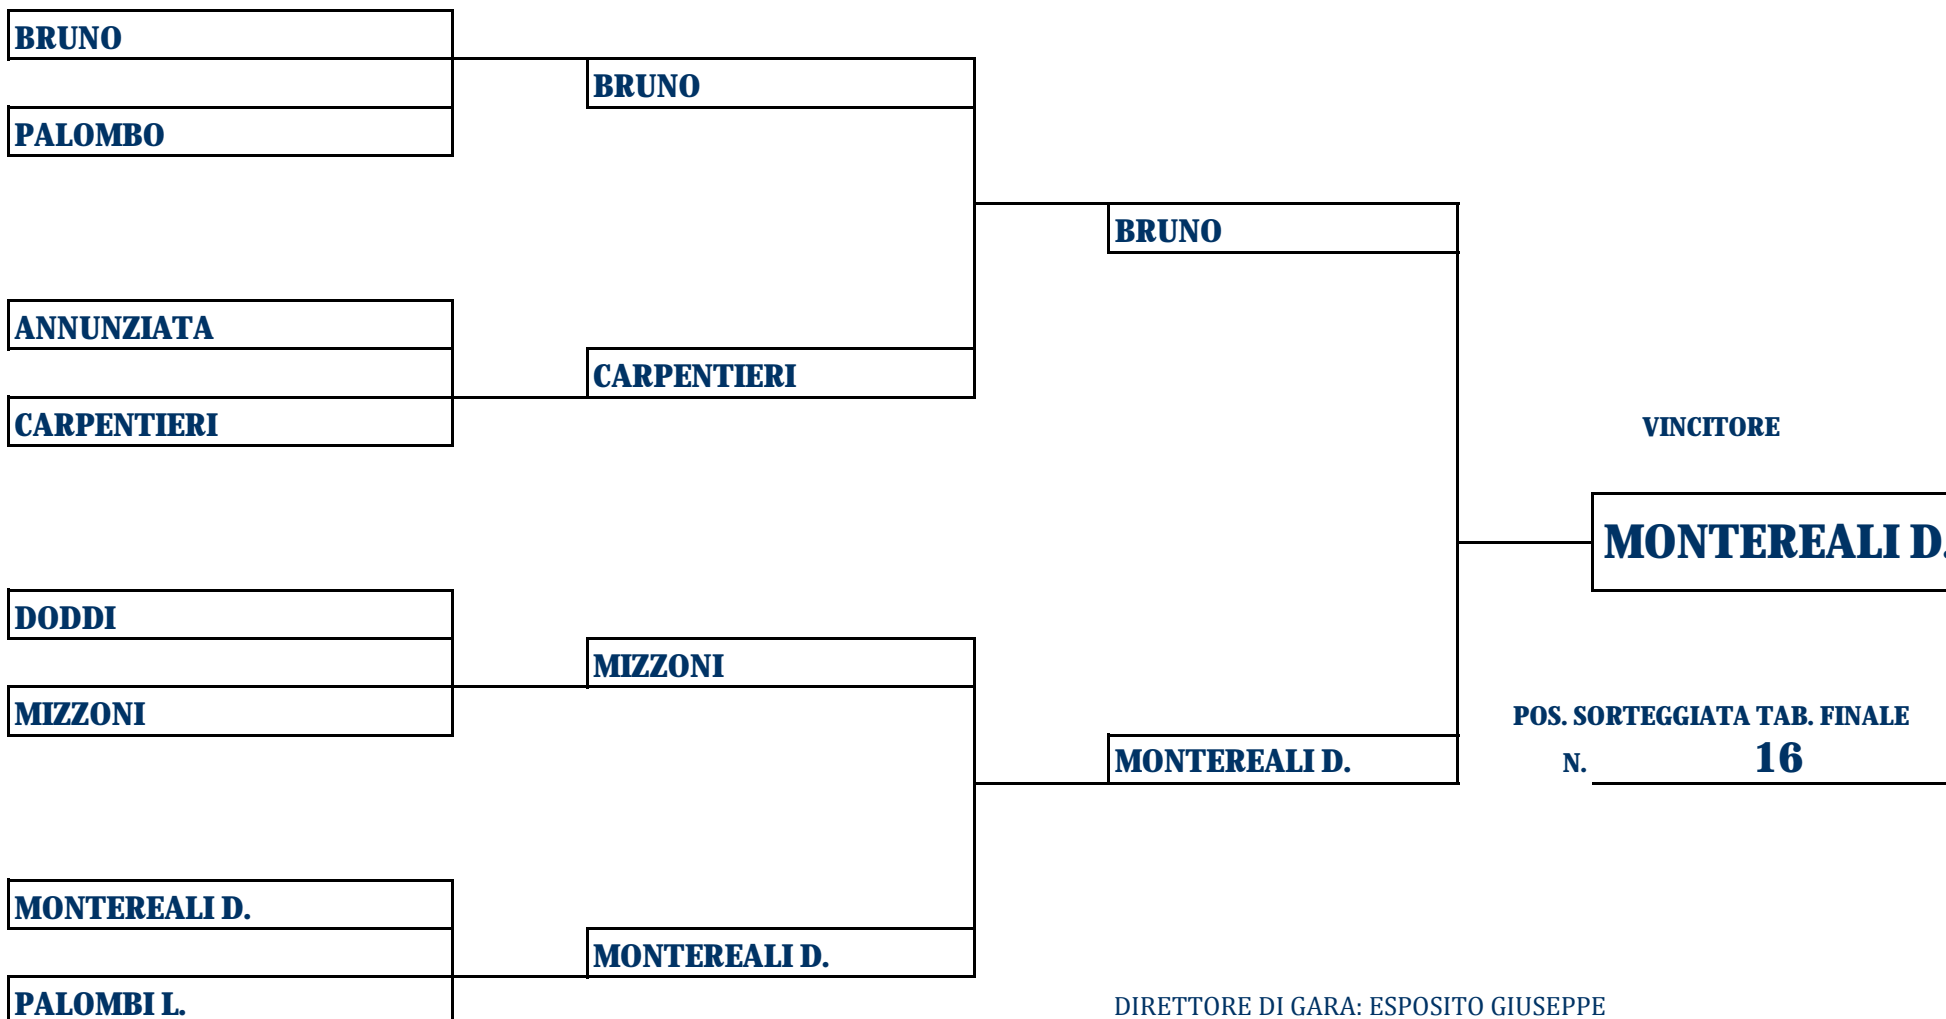 BRUNO
BRUNO
PALOMBO
BRUNO
ANNUNZIATA
CARPENTIERI
CARPENTIERI
VINCITORE
MONTEREALI D.
DODDI
MIZZONI
MIZZONI
POS. SORTEGGIATA TAB. FINALE
MONTEREALI D.
N. 16
MONTEREALI D.
MONTEREALI D.
PALOMBI L.
DIRETTORE DI GARA: ESPOSITO GIUSEPPE